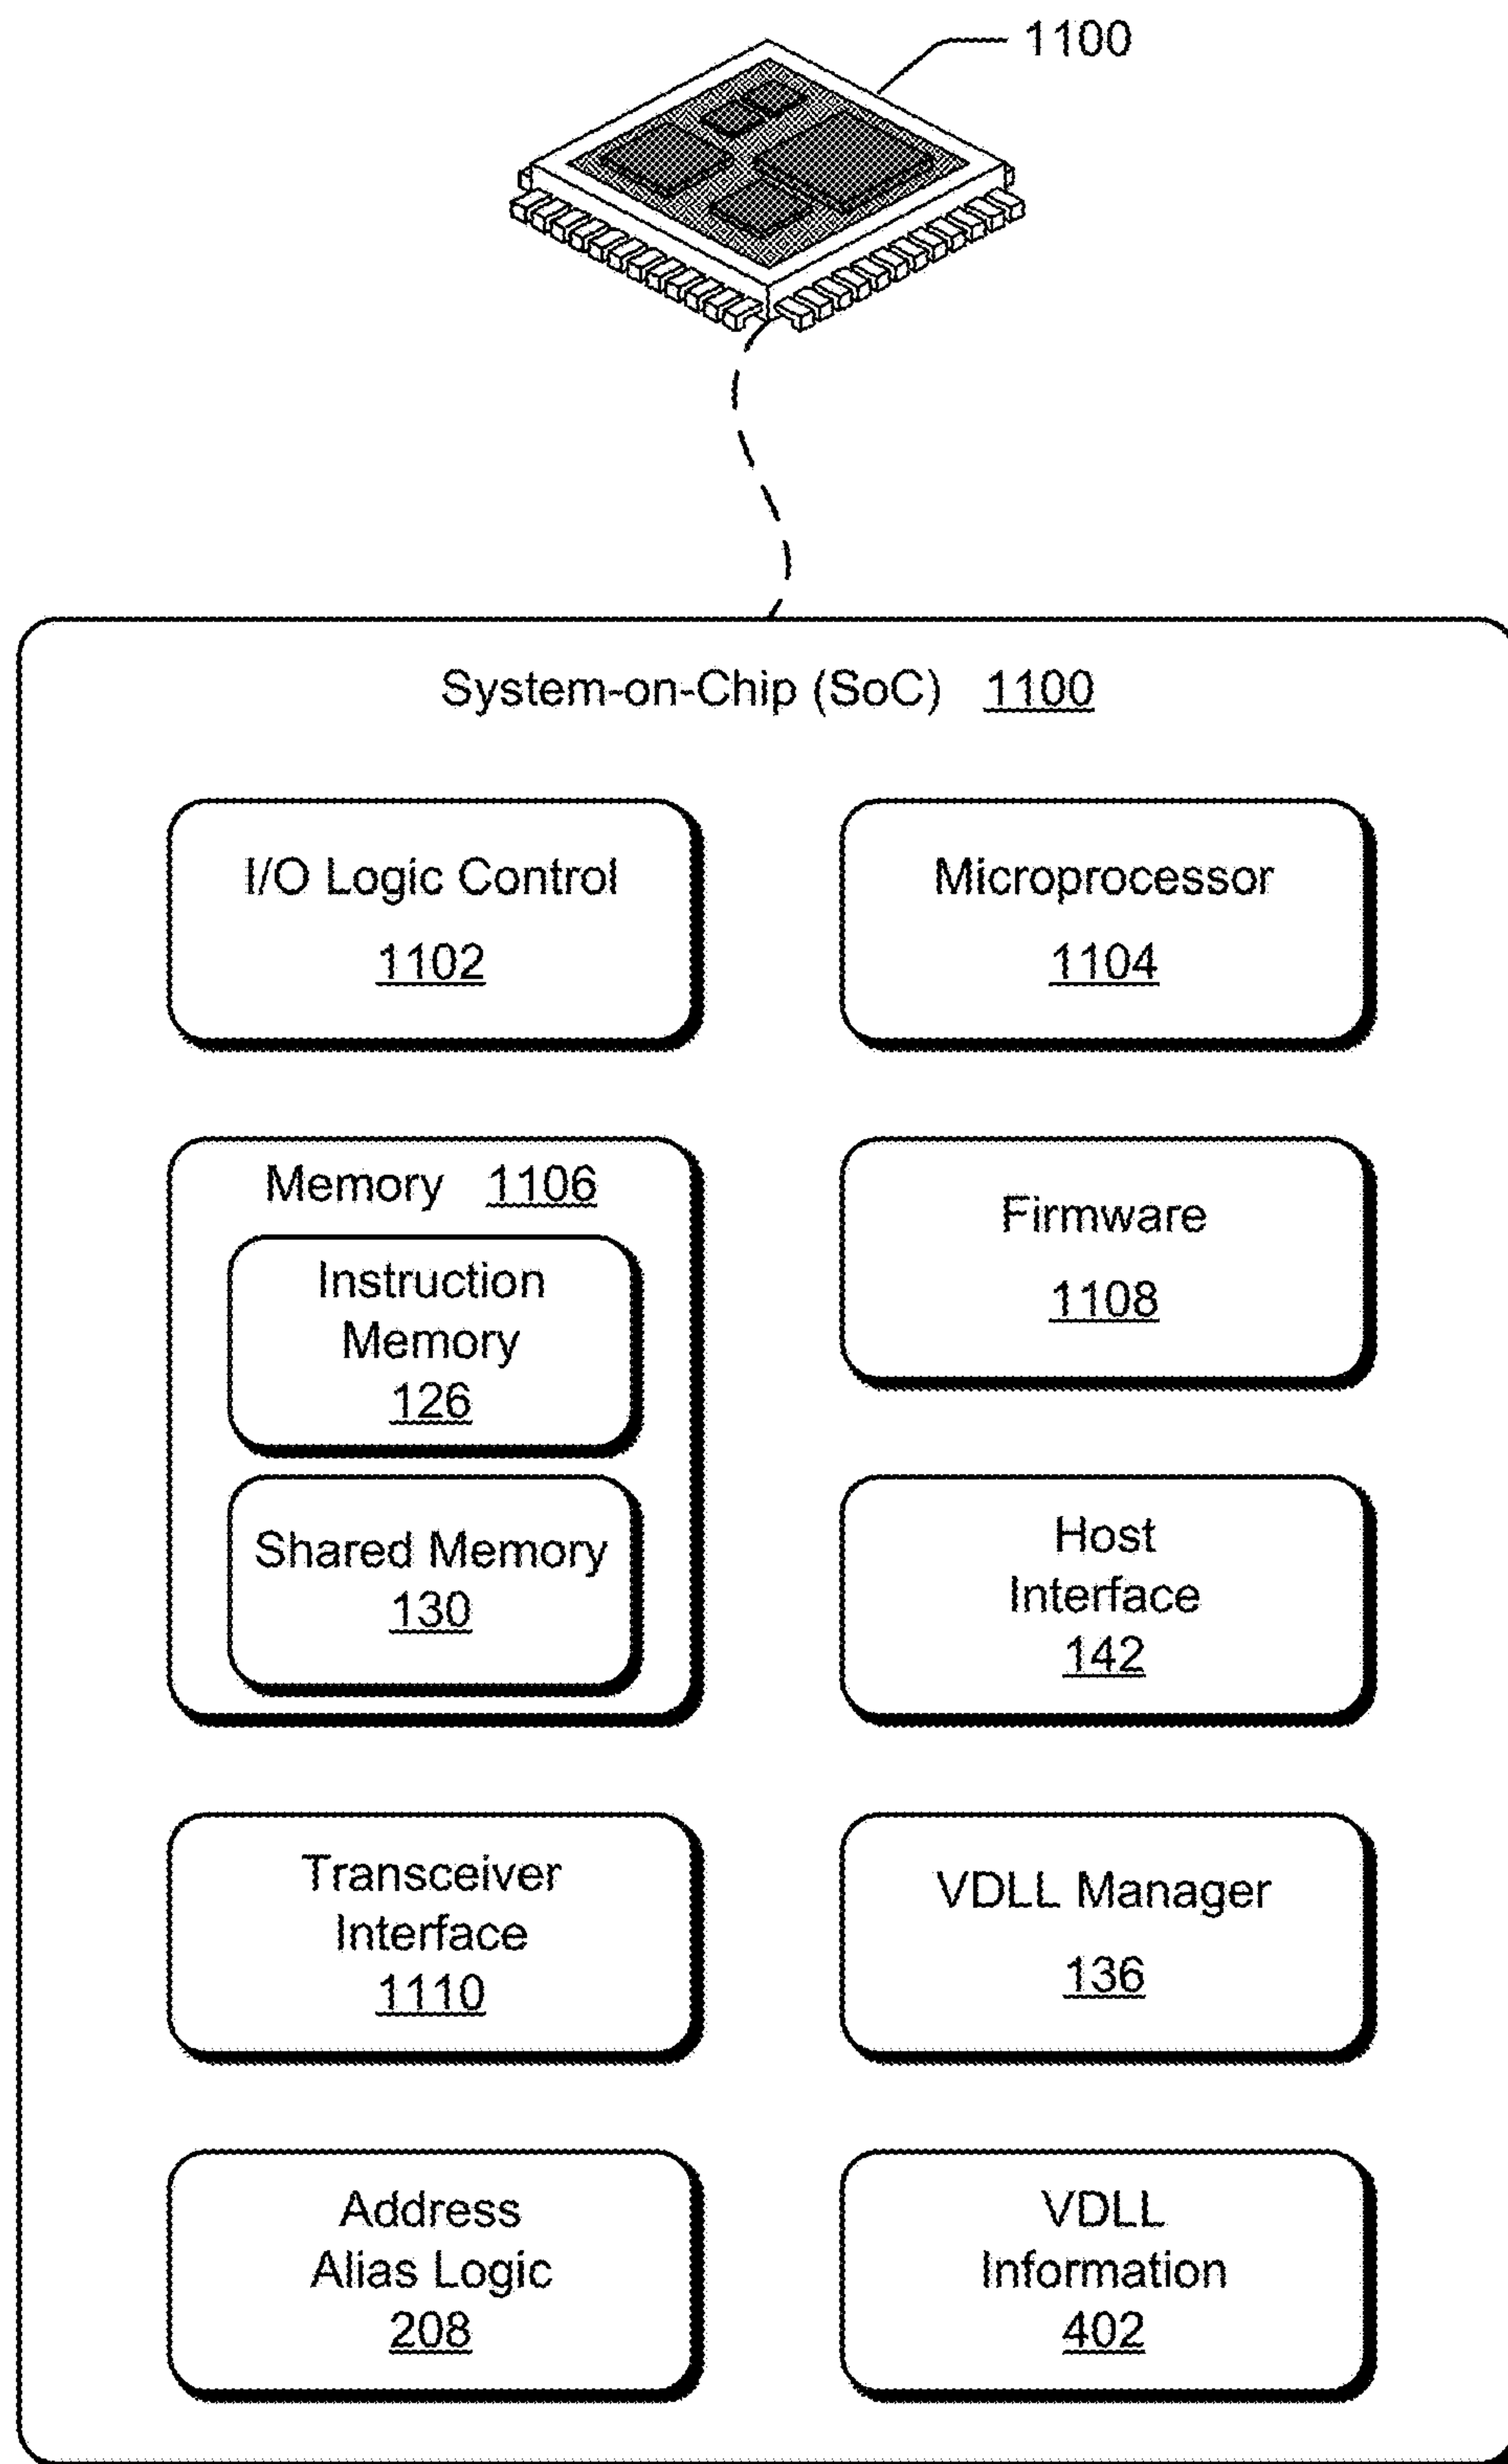 1100
System-on-Chip (SoC) 1100
I/O Logic Control
1102
Microprocessor
1104
Memory 1106
Instruction
Memory
126
Shared Memory
130
Firmware
1108
Host
Interface
142
Transceiver
Interface
1110
VDLL Manager
136
Address
Alias Logic
208
VDLL
Information
402